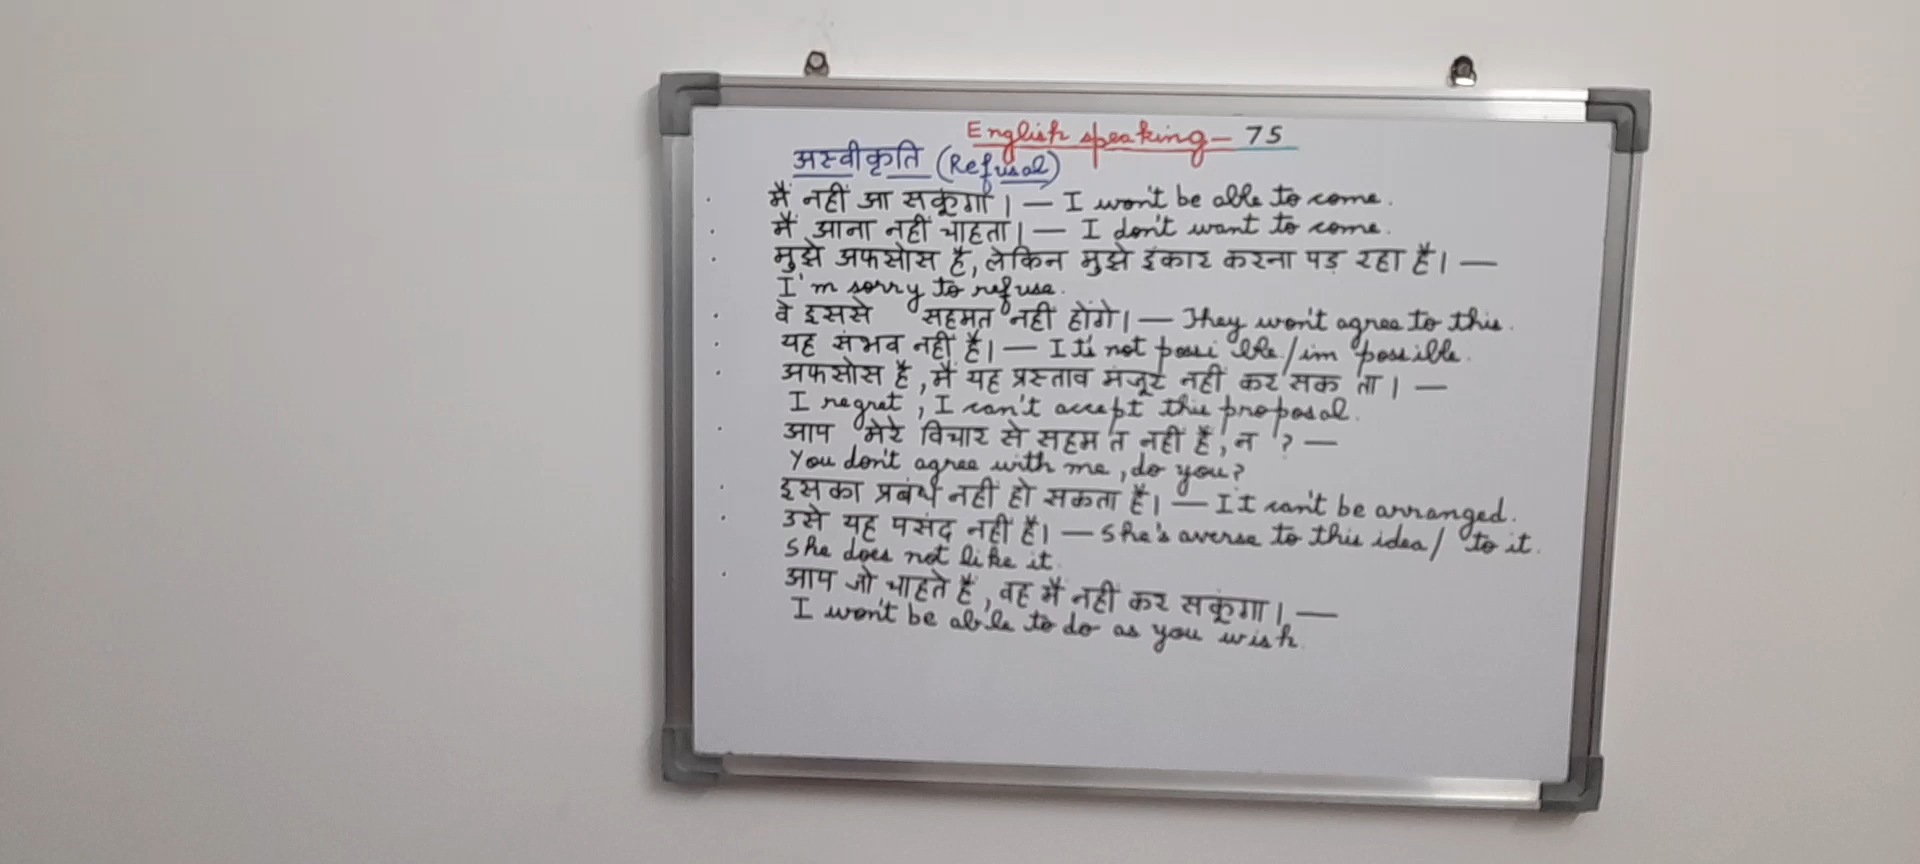 English speaking - 75
अस्वीकृति (Refusal)
. मैं नहीं आ सकूंगा। — I won't be able to come.
. मैं आना नहीं चाहता। — I don't want to come.
. मुझे अफसोस है, लेकिन मुझे इंकार करना पड़ रहा है। —
I'm sorry to refuse.
. वे इससे सहमत नहीं होंगे। — They won't agree to this.
. यह संभव नहीं है। — It's not possible/impossible.
. अफसोस है, मैं यह प्रस्ताव मंजूर नहीं कर सकता। —
I regret, I can't accept this proposal.
. आप मेरे विचार से सहमत नहीं हैं, न ? —
You don't agree with me, do you?
. इसका प्रबंध नहीं हो सकता है। — It can't be arranged.
. उसे यह पसंद नहीं है। — She's averse to this idea/ to it.
She does not like it.
. आप जो चाहते हैं, वह मैं नहीं कर सकूंगा। —
I won't be able to do as you wish.